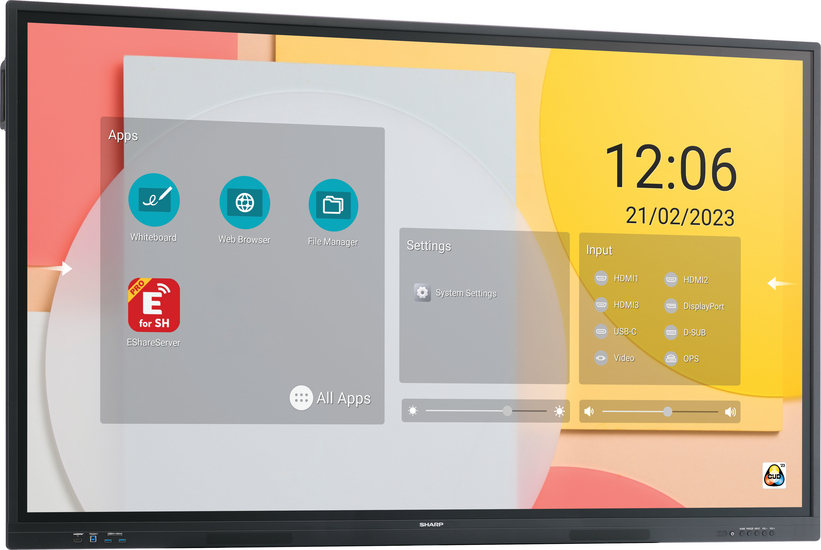 Apps
Whiteboard
Web Browser
File Manager
PRO
E
for SH
EShareServer
All Apps
12:06
21/02/2023
Settings
System Settings
Input
HDMI1
HDMI2
HDMI3
DisplayPort
USB-C
D-SUB
Video
OPS
CUD
SHARP